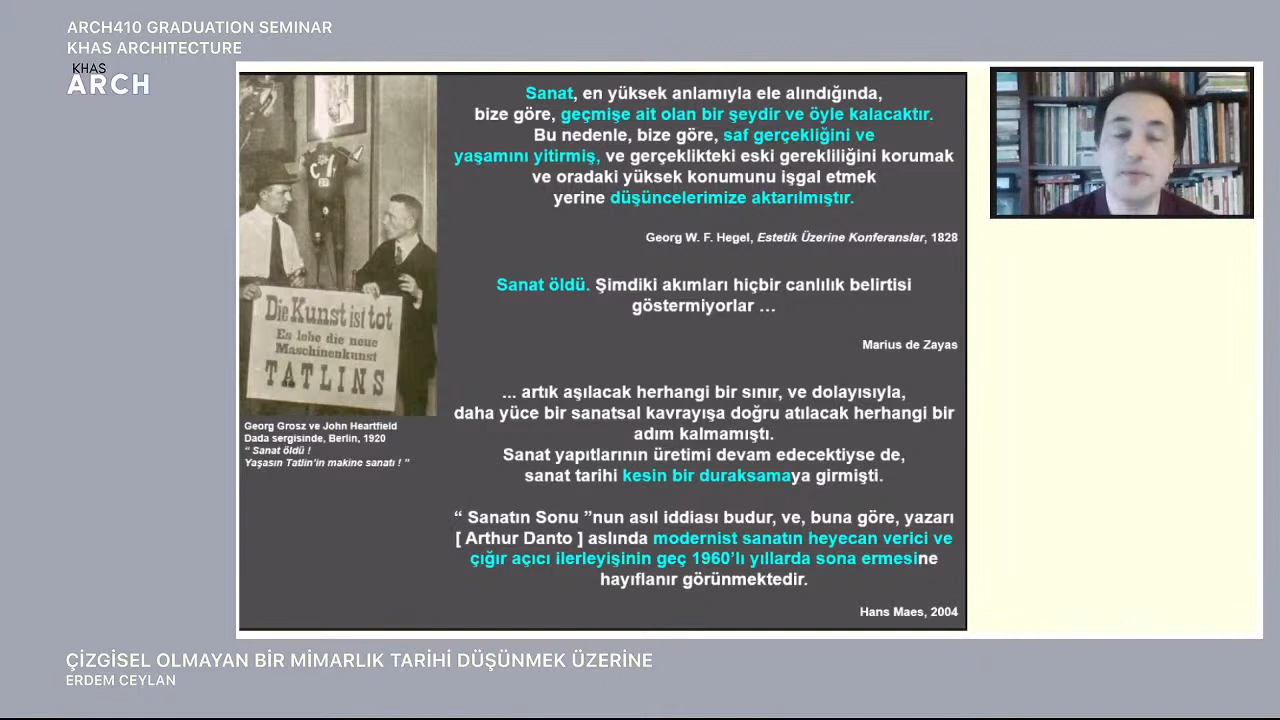 ARCH410 GRADUATION SEMINAR
KHAS ARCHITECTURE
KHAS
ARCH
Die Kunst ist tot
Es lebe die neue
Maschinenkunst
TATLINS
Georg Grosz ve John Heartfield
Dada sergisinde, Berlin, 1920
“ Sanat öldü !
Yaşasın Tatlin’in makine sanatı ! ”
Sanat, en yüksek anlamıyla ele alındığında,
bize göre, geçmişe ait olan bir şeydir ve öyle kalacaktır.
Bu nedenle, bize göre, saf gerçekliğini ve
yaşamını yitirmiş, ve gerçeklikteki eski gerekliliğini korumak
ve oradaki yüksek konumunu işgal etmek
yerine düşüncelerimize aktarılmıştır.
Georg W. F. Hegel, Estetik Üzerine Konferanslar, 1828
Sanat öldü. Şimdiki akımları hiçbir canlılık belirtisi
göstermiyorlar …
Marius de Zayas
... artık aşılacak herhangi bir sınır, ve dolayısıyla,
daha yüce bir sanatsal kavrayışa doğru atılacak herhangi bir
adım kalmamıştı.
Sanat yapıtlarının üretimi devam edecektiyse de,
sanat tarihi kesin bir duraksamaya girmişti.
“ Sanatın Sonu ”nun asıl iddiası budur, ve, buna göre, yazarı
[ Arthur Danto ] aslında modernist sanatın heyecan verici ve
çığır açıcı ilerleyişinin geç 1960’lı yıllarda sona ermesine
hayıflanır görünmektedir.
Hans Maes, 2004
ÇİZGİSEL OLMAYAN BİR MİMARLIK TARİHİ DÜŞÜNMEK ÜZERİNE
ERDEM CEYLAN